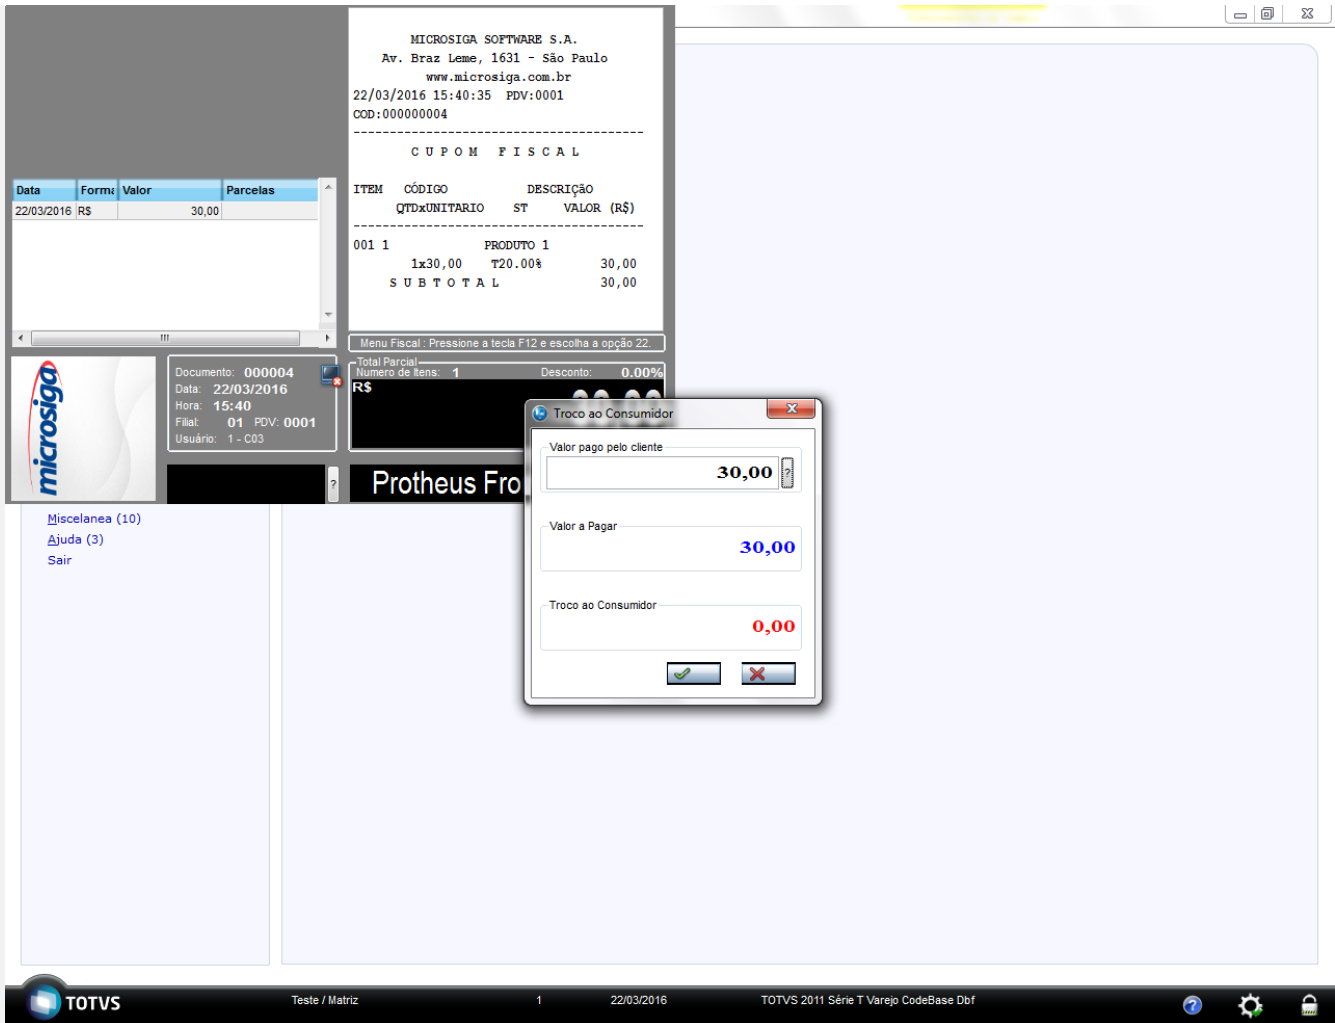 MICROSIGA SOFTWARE S.A.
Av. Braz Leme, 1631 - São Paulo
www.microsiga.com.br
22/03/2016 15:40:35 PDV:0001
COD:000000004
----------------------------------------
C U P O M F I S C A L
ITEM CÓDIGO DESCRIÇãO
QTDxUNITARIO ST VALOR (R$)
----------------------------------------
001 1 PRODUTO 1
1x30,00 T20.00% 30,00
S U B T O T A L 30,00
Data Forma Valor Parcelas
22/03/2016 R$ 30,00
Menu Fiscal : Pressione a tecla F12 e escolha a opção 22.
microsiga
Documento: 000004
Data: 22/03/2016
Hora: 15:40
Filial: 01 PDV: 0001
Usuário: 1 - C03
?
Total Parcial
Numero de Itens: 1 Desconto: 0.00%
R$
Protheus Fro
Troco ao Consumidor
Valor pago pelo cliente
30,00 ?
Valor a Pagar
30,00
Troco ao Consumidor
0,00
Miscelanea (10)
Ajuda (3)
Sair
TOTVS Teste / Matriz 1 22/03/2016 TOTVS 2011 Série T Varejo CodeBase Dbf ?